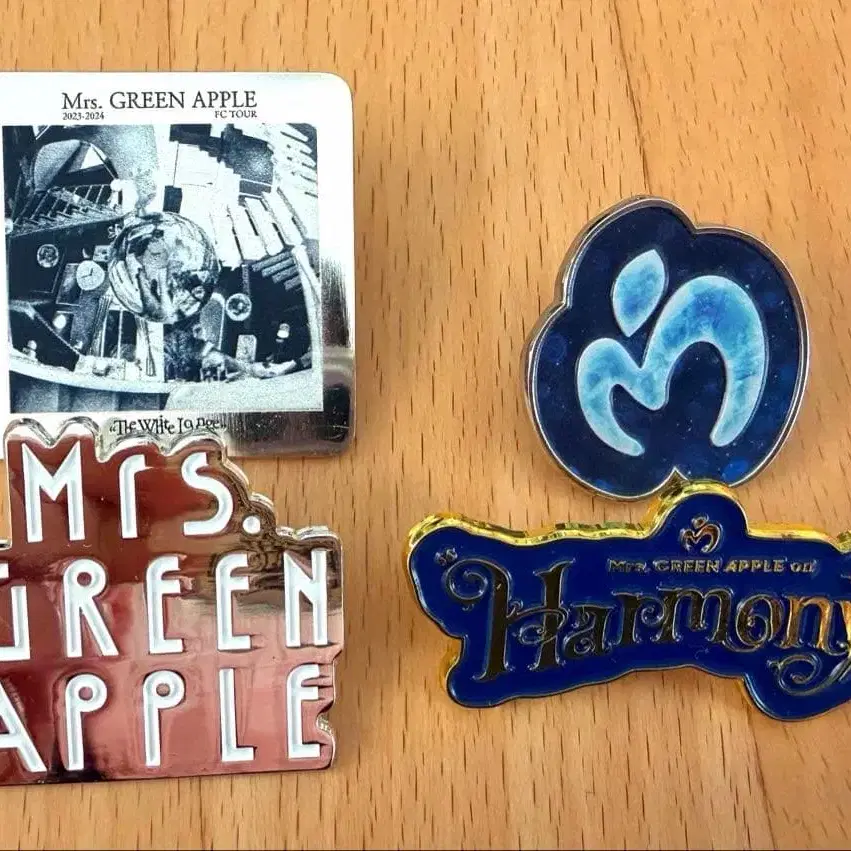 Mrs. GREEN APPLE
2023-2024 FC TOUR
"The White Lounge"
Mrs.
GREEN
APPLE
Mrs. GREEN APPLE on
"Harmony